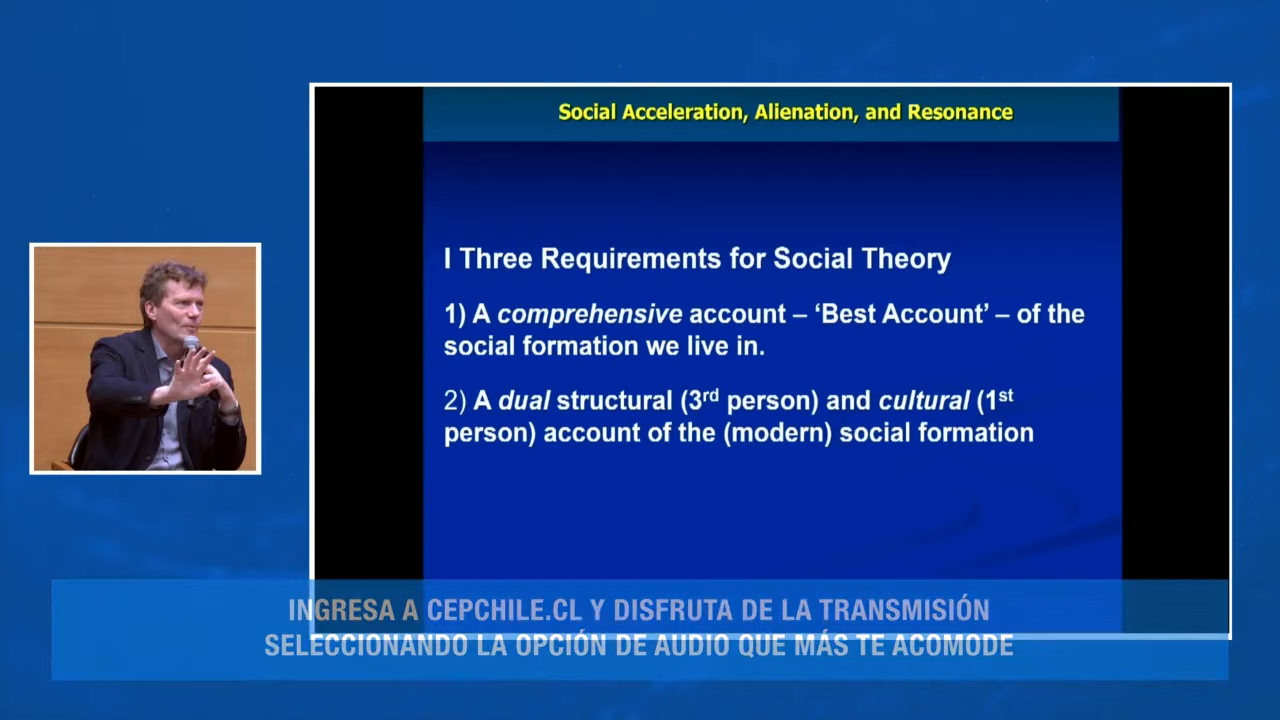 Social Acceleration, Alienation, and Resonance
I Three Requirements for Social Theory
1) A comprehensive account – ‘Best Account’ – of the
social formation we live in.
2) A dual structural (3rd person) and cultural (1st
person) account of the (modern) social formation
INGRESA A CEPCHILE.CL Y DISFRUTA DE LA TRANSMISIÓN
SELECCIONANDO LA OPCIÓN DE AUDIO QUE MÁS TE ACOMODE